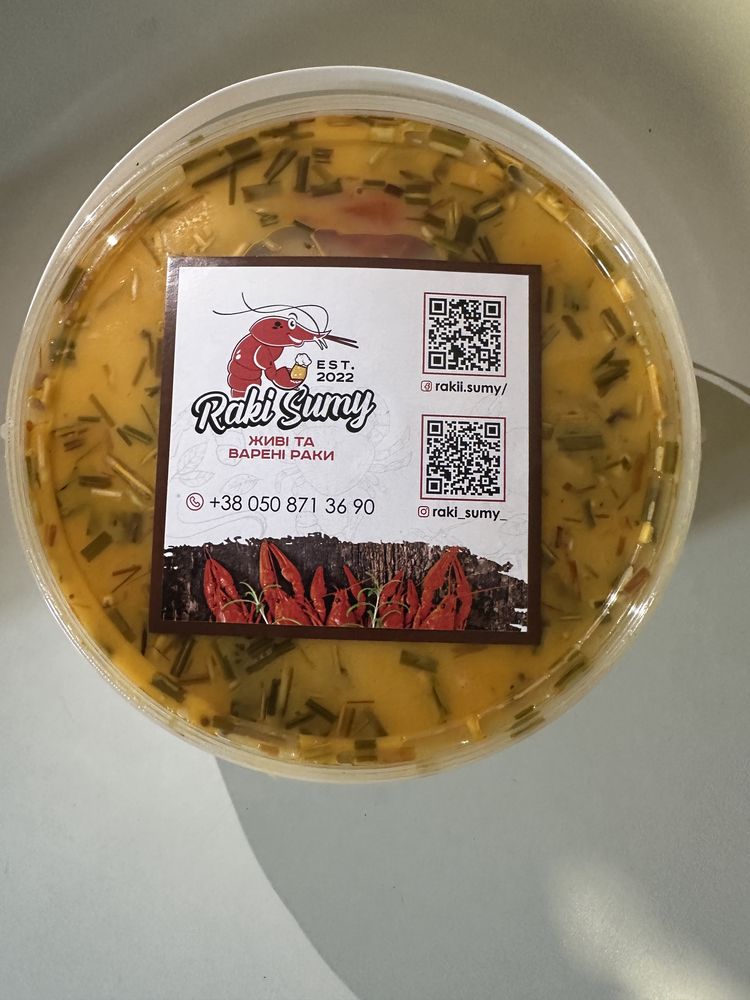 EST.
2022
Raki Sumy
ЖИВІ ТА
ВАРЕНІ РАКИ
+38 050 871 36 90
rakii.sumy/
raki_sumy_